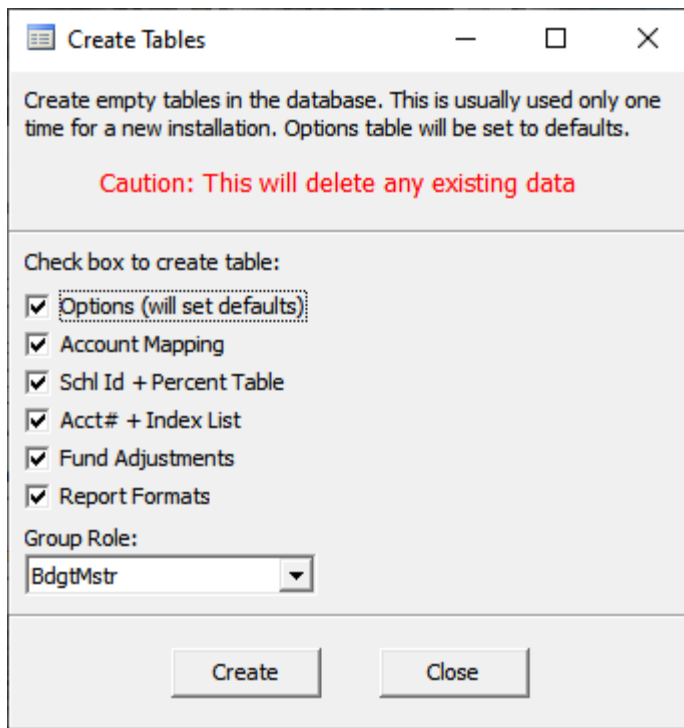 Create Tables
Create empty tables in the database. This is usually used only one
time for a new installation. Options table will be set to defaults.
Caution: This will delete any existing data
Check box to create table:
Options (will set defaults)
Account Mapping
Schl Id + Percent Table
Acct# + Index List
Fund Adjustments
Report Formats
Group Role:
BdgtMstr
Create Close